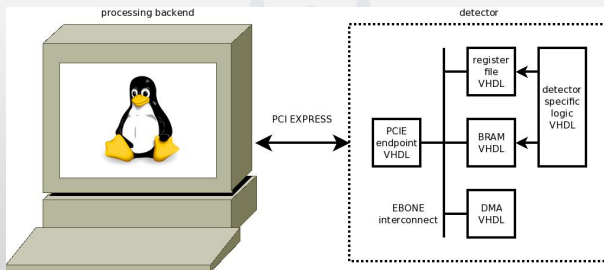 processing backend
detector
PCI EXPRESS
PCIE
endpoint
VHDL
register
file
VHDL
BRAM
VHDL
detector
specific
logic
VHDL
EBONE
interconnect
DMA
VHDL